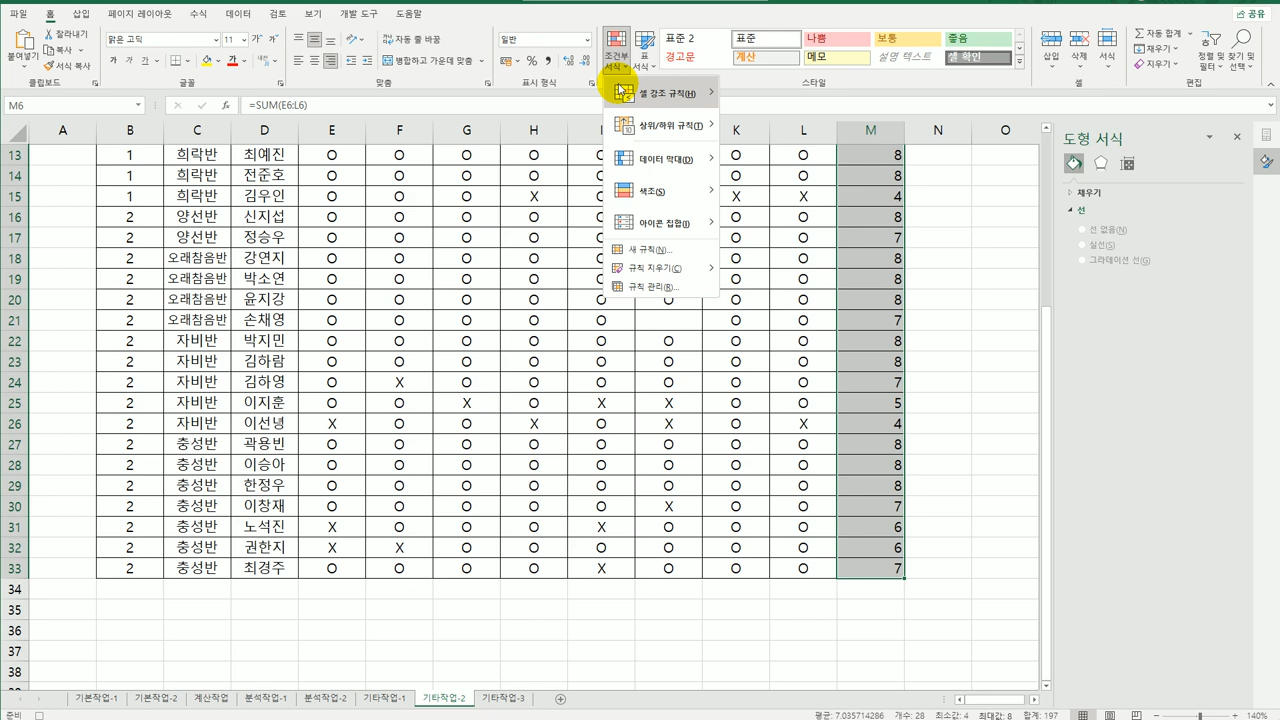 파일 홈 삽입 페이지 레이아웃 수식 데이터 검토 보기 개발 도구 도움말 공유
잘라내기
복사
서식 복사
붙여넣기
맑은 고딕 11
가 가 가
자동 줄 바꿈
병합하고 가운데 맞춤
일반
조건부 서식
표 서식
표준 2 표준 나쁨 보통 좋음
경고문 계산 메모 설명 텍스트 셀 확인
삽입 삭제 서식
자동 합계
채우기
지우기
정렬 및 필터
찾기 및 선택
클립보드 글꼴 맞춤 표시 형식 스타일 셀 편집
M6 =SUM(E6:L6)
셀 강조 규칙(H)
상위/하위 규칙(T)
데이터 막대(D)
색조(S)
아이콘 집합(I)
새 규칙(N)...
규칙 지우기(C)
규칙 관리(R)...
A B C D E F G H I K L M N O
13 1 희락반 최예진 O O O O O O O 8
14 1 희락반 전준호 O O O O O O O 8
15 1 희락반 김우인 O O O X X X 4
16 2 양선반 신지섭 O O O O O O 8
17 2 양선반 정승우 O O O O O O 7
18 2 오래참음반 강연지 O O O O O O 8
19 2 오래참음반 박소연 O O O O O O 8
20 2 오래참음반 윤지강 O O O O O O O 8
21 2 오래참음반 손채영 O O O O O O O 7
22 2 자비반 박지민 O O O O O O O O 8
23 2 자비반 김하람 O O O O O O O O 8
24 2 자비반 김하영 O X O O O O O O 7
25 2 자비반 이지훈 O O X O X X O O 5
26 2 자비반 이선녕 X O O X O X O X 4
27 2 충성반 곽용빈 O O O O O O O O 8
28 2 충성반 이승아 O O O O O O O O 8
29 2 충성반 한정우 O O O O O O O O 8
30 2 충성반 이창재 O O O O O X O O 7
31 2 충성반 노석진 X O O O X O O O 6
32 2 충성반 권한지 X X O O O O O O 6
33 2 충성반 최경주 O O O O X O O O 7
34
35
36
37
38
도형 서식
채우기
선
선 없음(N)
실선(S)
그라데이션 선(G)
기본작업-1 기본작업-2 계산작업 분석작업-1 분석작업-2 기타작업-1 기타작업-2 기타작업-3
준비 평균: 7.035714286 개수: 28 최소값: 4 최대값: 8 합계: 197 140%